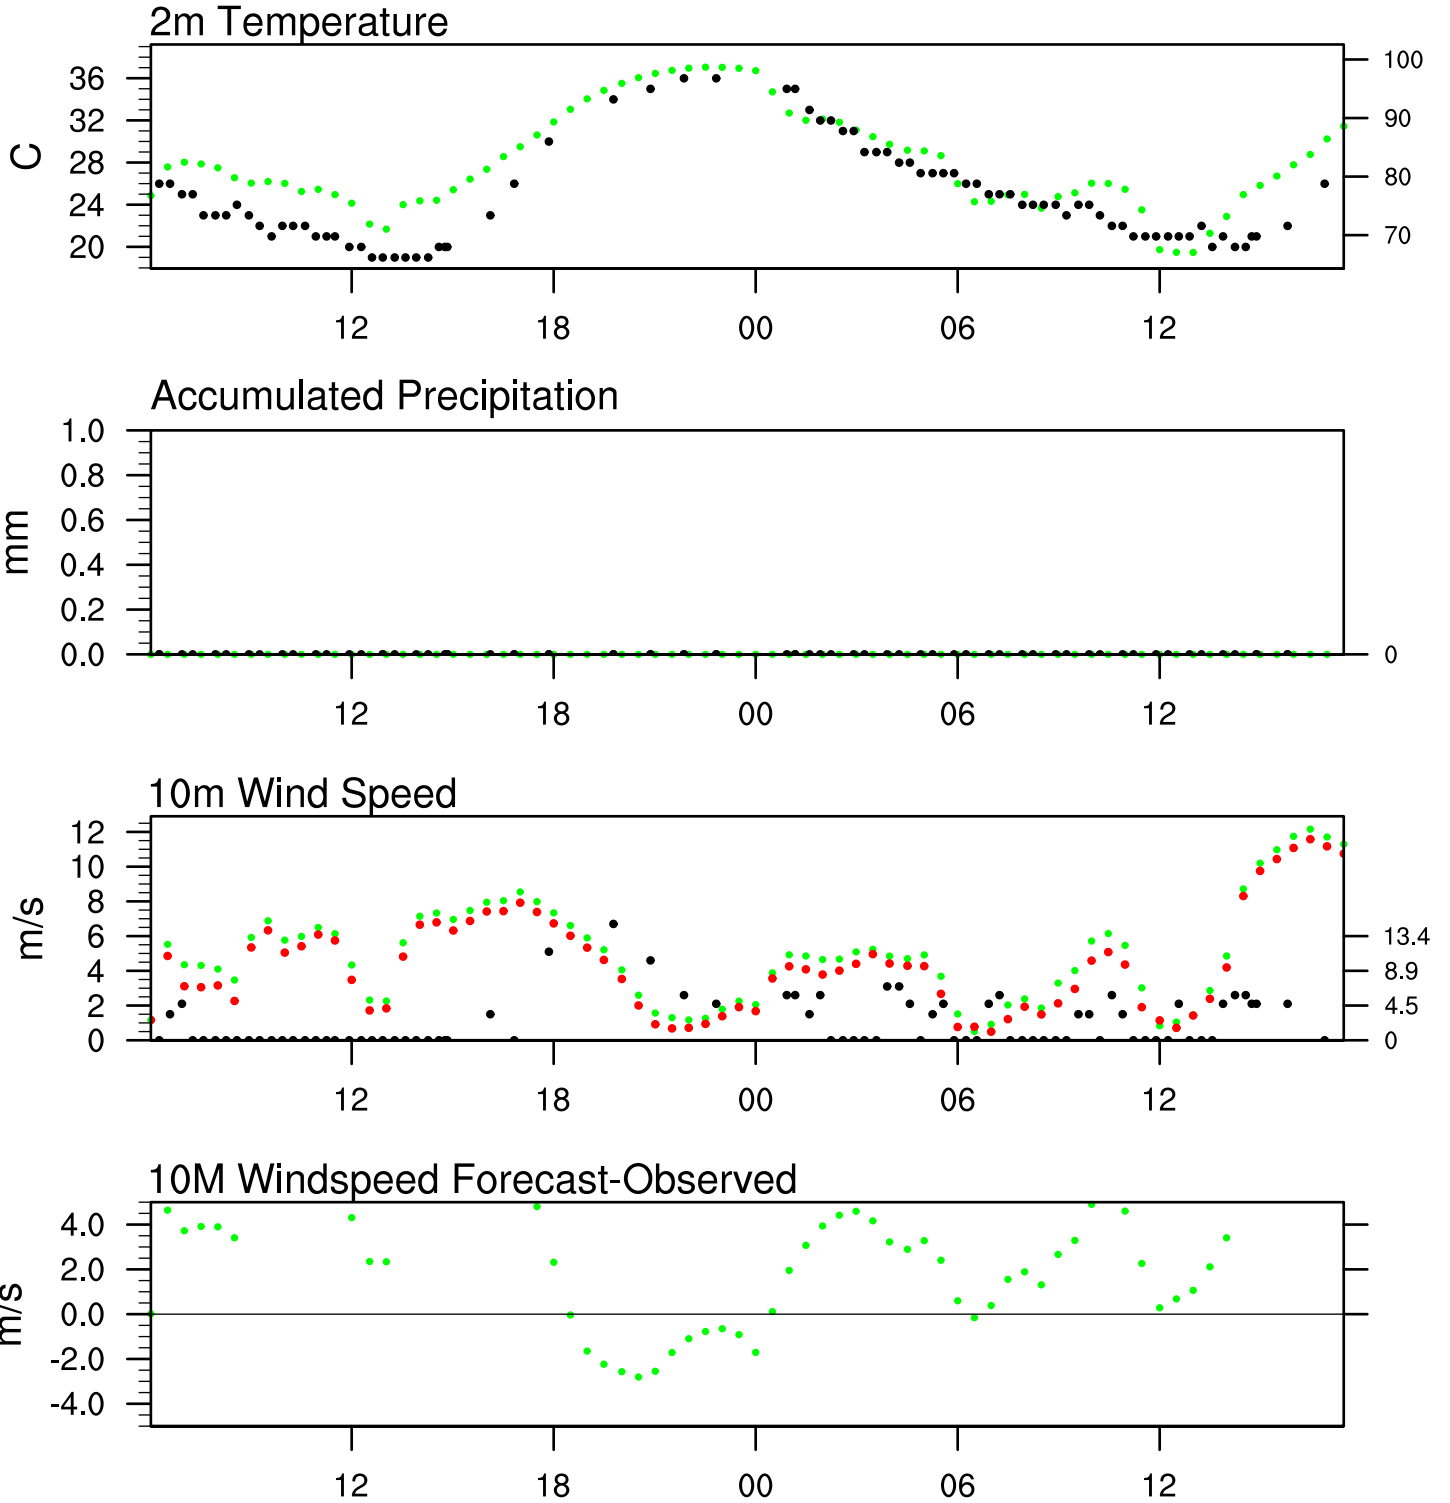 2m Temperature
C
36
32
28
24
20
100
90
80
70
12 18 00 06 12
Accumulated Precipitation
mm
1.0
0.8
0.6
0.4
0.2
0.0
0
12 18 00 06 12
10m Wind Speed
m/s
12
10
8
6
4
2
0
13.4
8.9
4.5
0
12 18 00 06 12
10M Windspeed Forecast-Observed
m/s
4.0
2.0
0.0
-2.0
-4.0
12 18 00 06 12